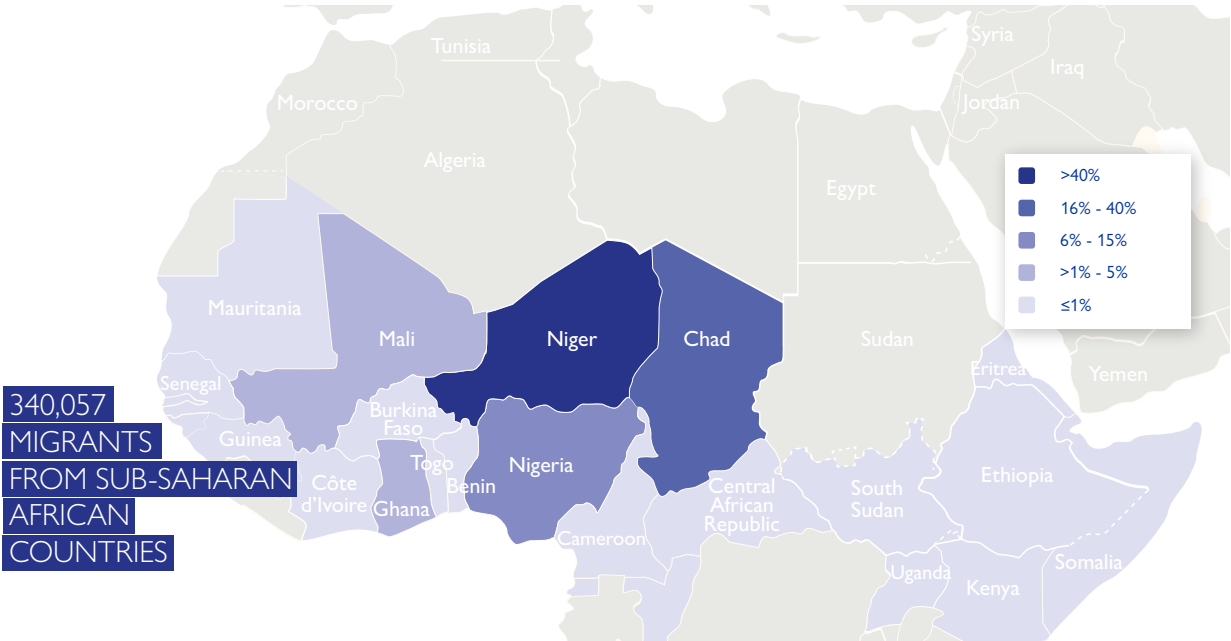 Tunisia
Syria
Iraq
Morocco
Jordan
Algeria
Egypt
>40%
16% - 40%
6% - 15%
>1% - 5%
≤1%
Mauritania
Mali
Niger
Chad
Sudan
Eritrea
Yemen
Senegal
340,057
MIGRANTS
FROM SUB-SAHARAN
AFRICAN
COUNTRIES
Burkina
Faso
Guinea
Togo
Nigeria
Benin
Côte
d'Ivoire
Ghana
Central
African
Republic
South
Sudan
Ethiopia
Cameroon
Somalia
Uganda
Kenya